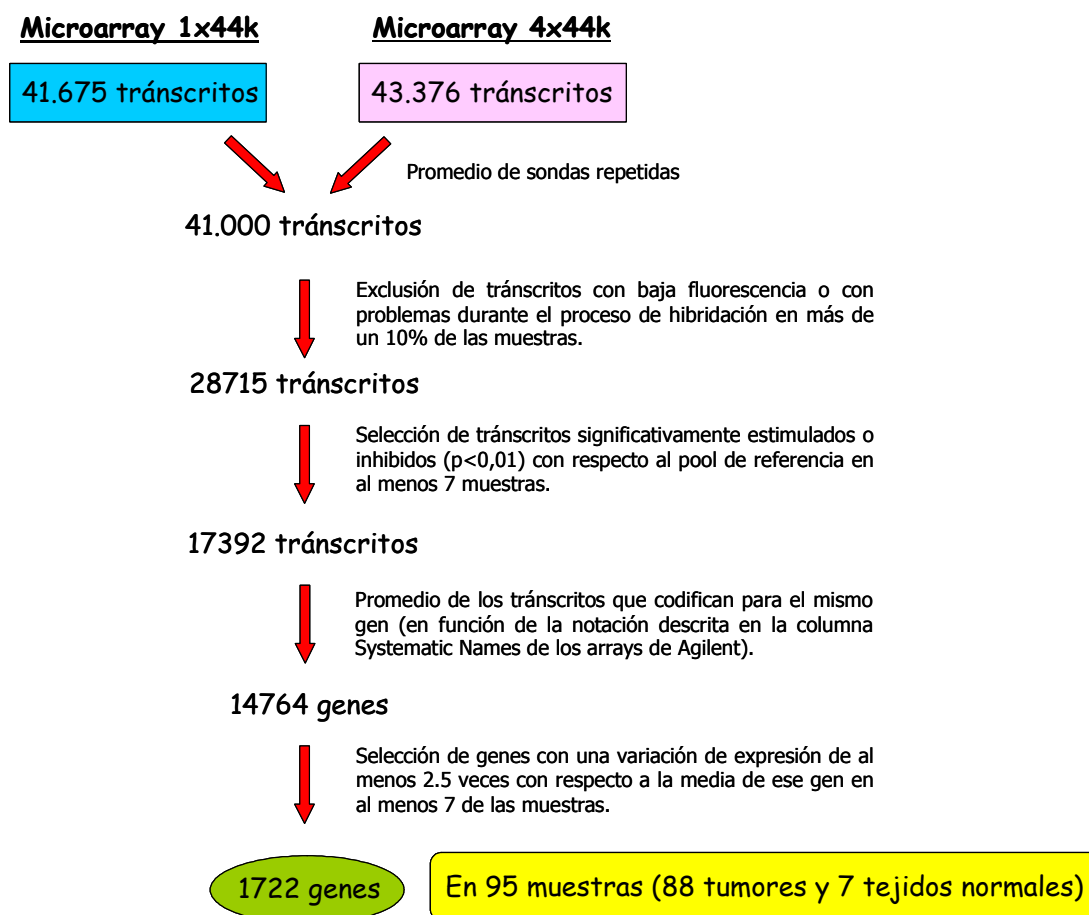 Microarray 1x44k
Microarray 4x44k
41.675 tránscritos
43.376 tránscritos
Promedio de sondas repetidas
41.000 tránscritos
Exclusión de tránscritos con baja fluorescencia o con
problemas durante el proceso de hibridación en más de
un 10% de las muestras.
28715 tránscritos
Selección de tránscritos significativamente estimulados o
inhibidos (p<0,01) con respecto al pool de referencia en
al menos 7 muestras.
17392 tránscritos
Promedio de los tránscritos que codifican para el mismo
gen (en función de la notación descrita en la columna
Systematic Names de los arrays de Agilent).
14764 genes
Selección de genes con una variación de expresión de al
menos 2.5 veces con respecto a la media de ese gen en
al menos 7 de las muestras.
1722 genes
En 95 muestras (88 tumores y 7 tejidos normales)